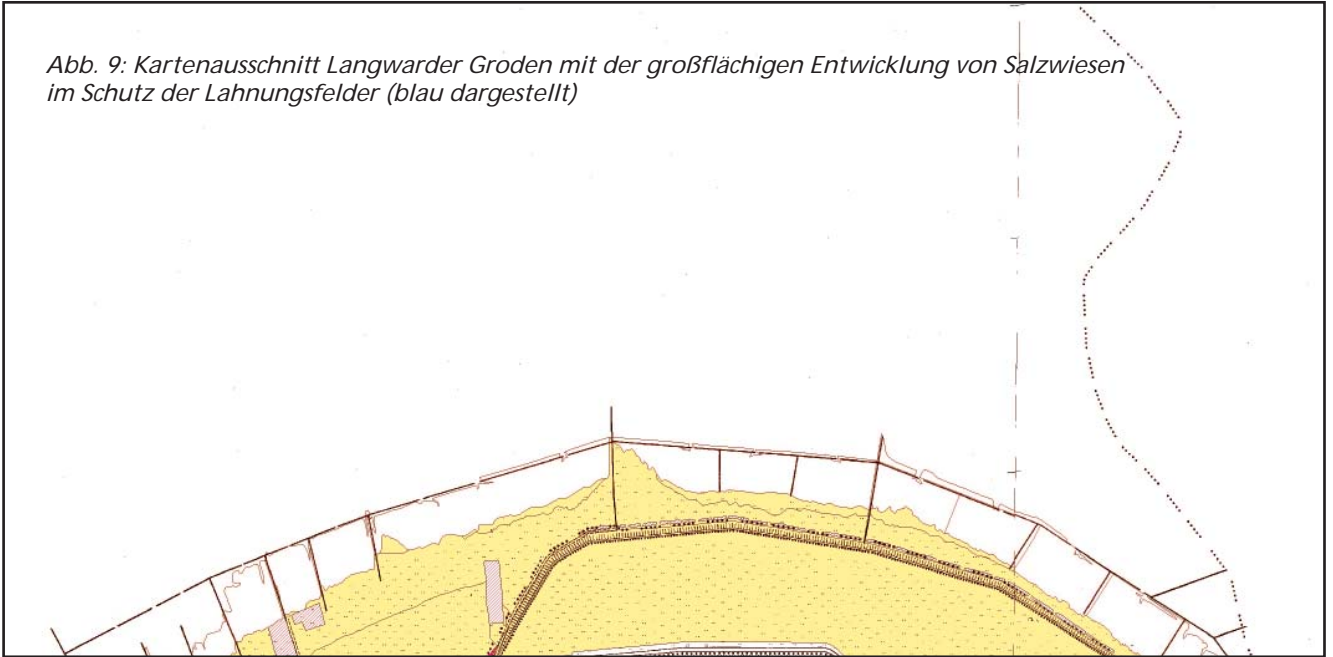 Abb. 9: Kartenausschnitt Langwarder Groden mit der großflächigen Entwicklung von Salzwiesen
im Schutz der Lahnungsfelder (blau dargestellt)